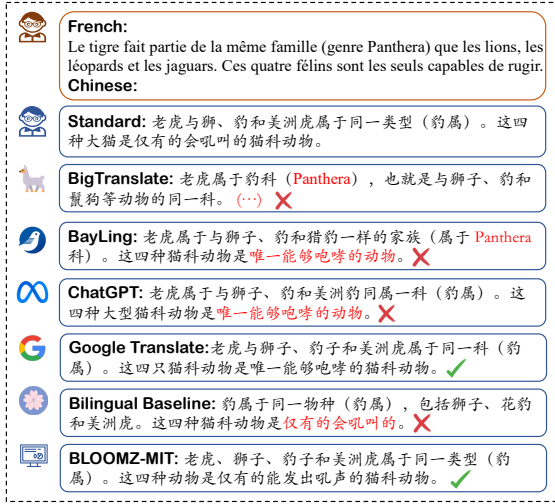 French:
Le tigre fait partie de la même famille (genre Panthera) que les lions, les
léopards et les jaguars. Ces quatre félins sont les seuls capables de rugir.
Chinese:
Standard: 老虎与狮、豹和美洲虎属于同一类型（豹属）。这四
种大猫是仅有的会吼叫的猫科动物。
BigTranslate: 老虎属于豹科（Panthera），也就是与狮子、豹和
鬣狗等动物的同一科。(···)
BayLing: 老虎属于与狮子、豹和猎豹一样的家族（属于 Panthera
科）。这四种猫科动物是唯一能够咆哮的动物。
ChatGPT: 老虎属于与狮子、豹和美洲豹同属一科（豹属）。这
四种大型猫科动物是唯一能够咆哮的动物。
Google Translate:老虎与狮子、豹子和美洲虎属于同一科（豹
属）。这四只猫科动物是唯一能够咆哮的猫科动物。
Bilingual Baseline: 豹属于同一物种（豹属），包括狮子、花豹
和美洲虎。这四种猫科动物是仅有的会吼叫的。
BLOOMZ-MIT: 老虎、狮子、豹子和美洲虎属于同一类型（豹
属）。这四种动物是仅有的能发出吼声的猫科动物。